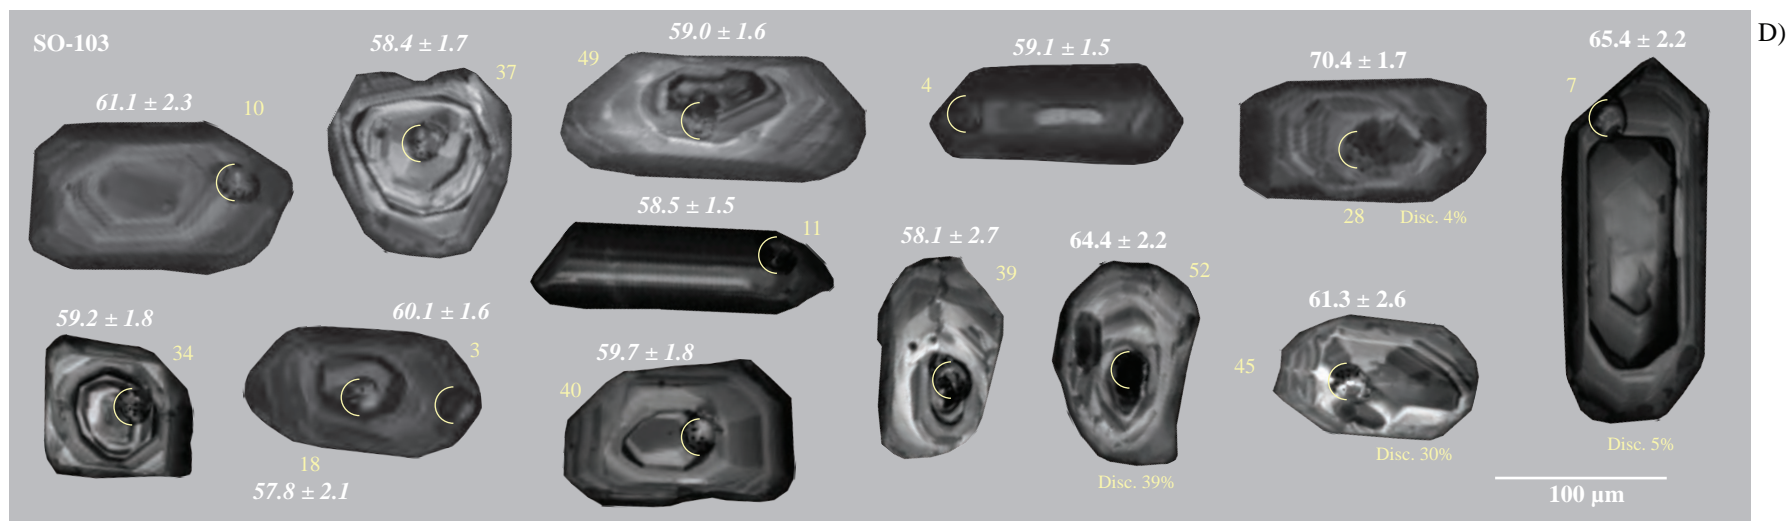 SO-103
D)
61.1 ± 2.3
10
58.4 ± 1.7
37
59.0 ± 1.6
49
59.1 ± 1.5
4
70.4 ± 1.7
28
Disc. 4%
65.4 ± 2.2
7
Disc. 5%
58.5 ± 1.5
11
58.1 ± 2.7
39
64.4 ± 2.2
52
Disc. 39%
61.3 ± 2.6
45
Disc. 30%
59.2 ± 1.8
34
60.1 ± 1.6
3
18
57.8 ± 2.1
59.7 ± 1.8
40
100 µm